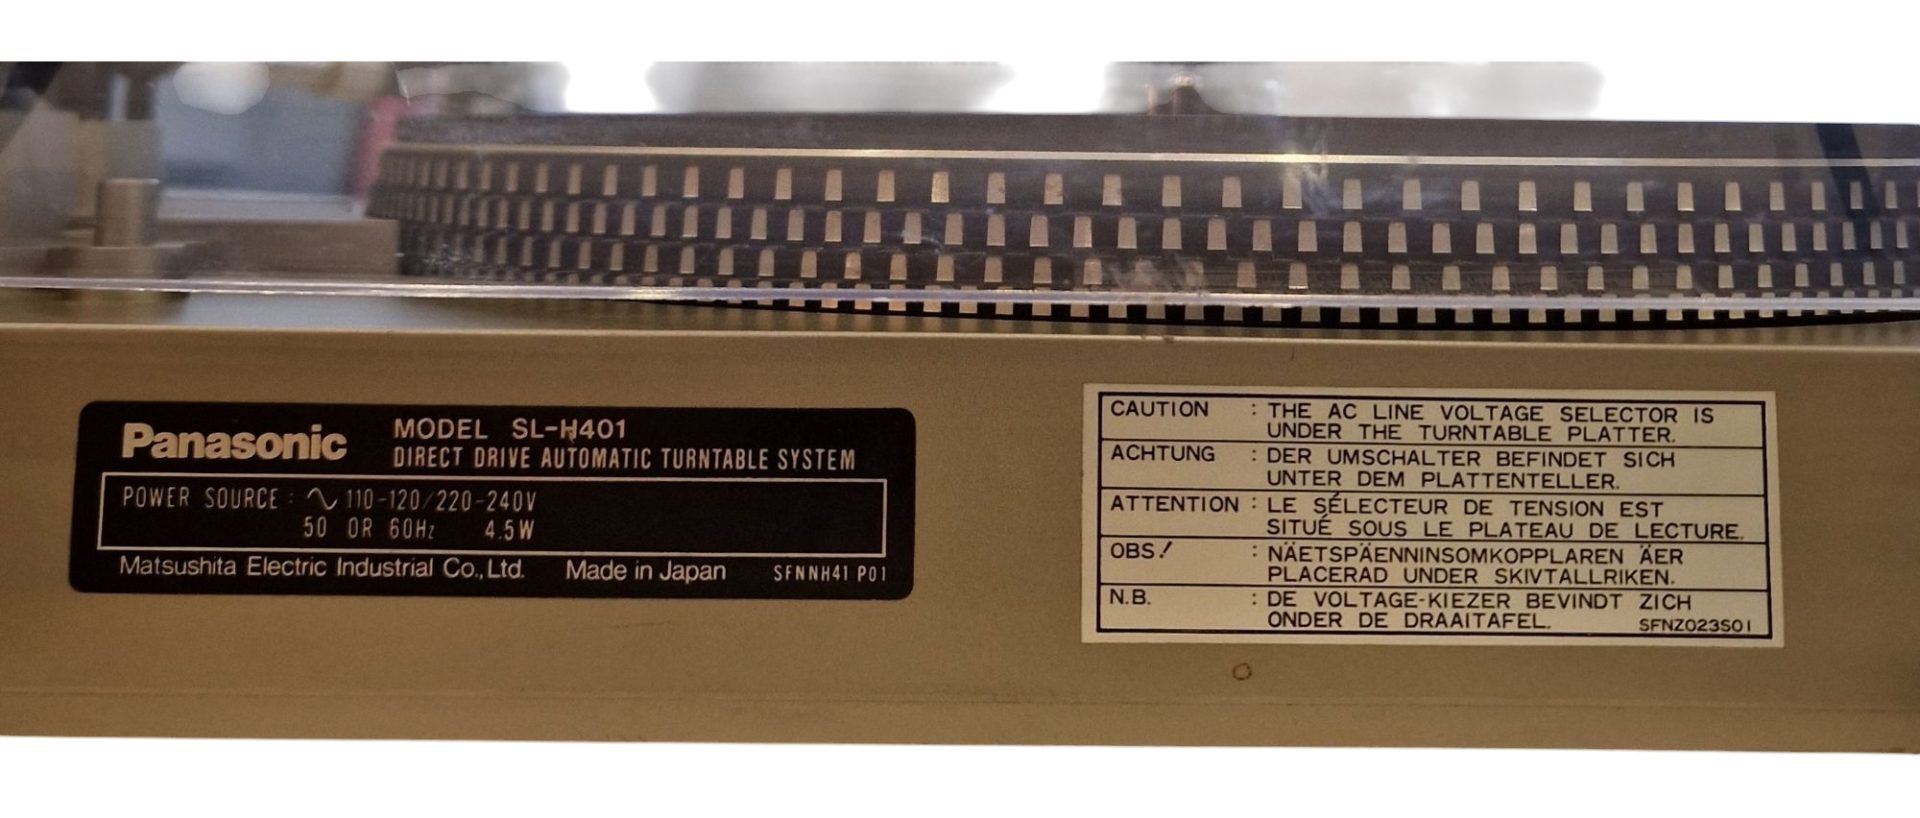 Panasonic
MODEL SL-H401
DIRECT DRIVE AUTOMATIC TURNTABLE SYSTEM
POWER SOURCE: ∿ 110-120/220-240V
50 OR 60Hz 4.5W
Matsushita Electric Industrial Co., Ltd. Made in Japan SFNNH41 P01
CAUTION : THE AC LINE VOLTAGE SELECTOR IS
UNDER THE TURNTABLE PLATTER.
ACHTUNG : DER UMSCHALTER BEFINDET SICH
UNTER DEM PLATTENTELLER.
ATTENTION : LE SÉLECTEUR DE TENSION EST
SITUÉ SOUS LE PLATEAU DE LECTURE.
OBS! : NÄETSPÄENNINSOMKOPPLAREN ÄER
PLACERAD UNDER SKIVTALLRIKEN.
N.B. : DE VOLTAGE-KIEZER BEVINDT ZICH
ONDER DE DRAAITAFEL. SFNZ023S01